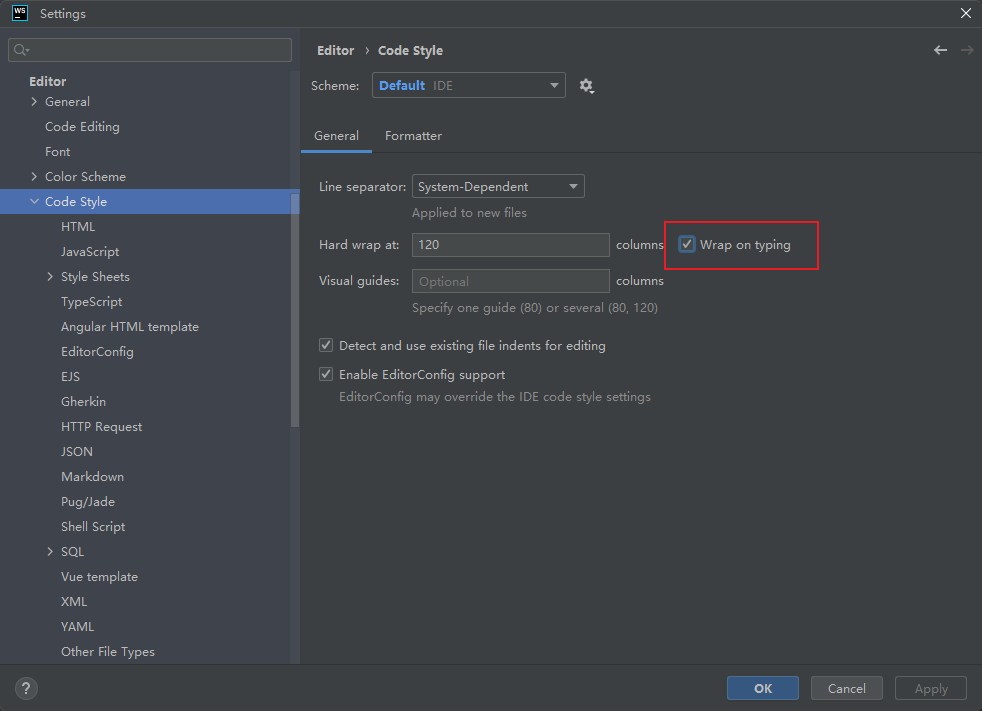 WS Settings
Editor
General
Code Editing
Font
Color Scheme
Code Style
HTML
JavaScript
Style Sheets
TypeScript
Angular HTML template
EditorConfig
EJS
Gherkin
HTTP Request
JSON
Markdown
Pug/Jade
Shell Script
SQL
Vue template
XML
YAML
Other File Types
Editor › Code Style
Scheme: Default IDE
General Formatter
Line separator: System-Dependent
Applied to new files
Hard wrap at: 120 columns Wrap on typing
Visual guides: Optional columns
Specify one guide (80) or several (80, 120)
Detect and use existing file indents for editing
Enable EditorConfig support
EditorConfig may override the IDE code style settings
? OK Cancel Apply